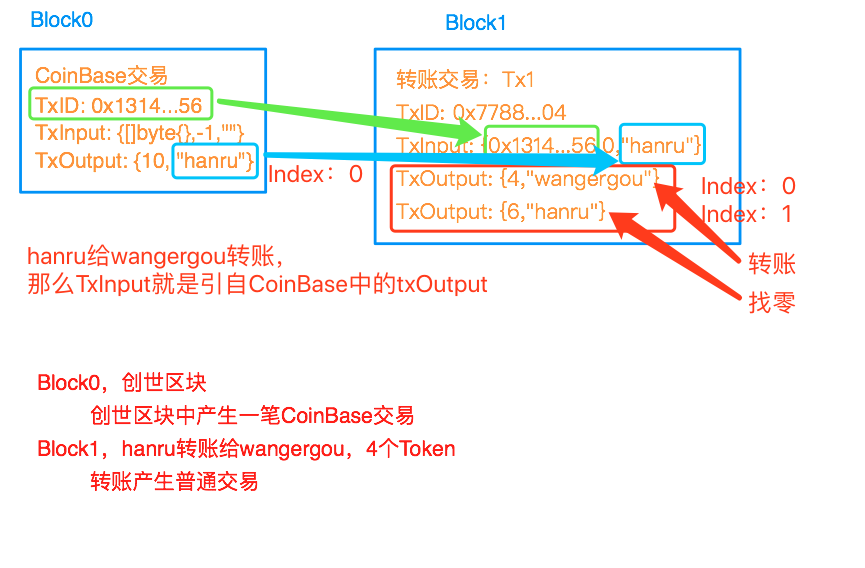 Block0
Block1
CoinBase交易
TxID: 0x1314...56
TxInput: {[]byte{},-1,""}
TxOutput: {10, "hanru"}
Index：0
转账交易：Tx1
TxID: 0x7788...04
TxInput: {0x1314...56,0,"hanru"}
TxOutput: {4,"wangergou"}
Index：0
TxOutput: {6,"hanru"}
Index：1
转账
找零
hanru给wangergou转账，
那么TxInput就是引自CoinBase中的txOutput
Block0，创世区块
创世区块中产生一笔CoinBase交易
Block1，hanru转账给wangergou，4个Token
转账产生普通交易